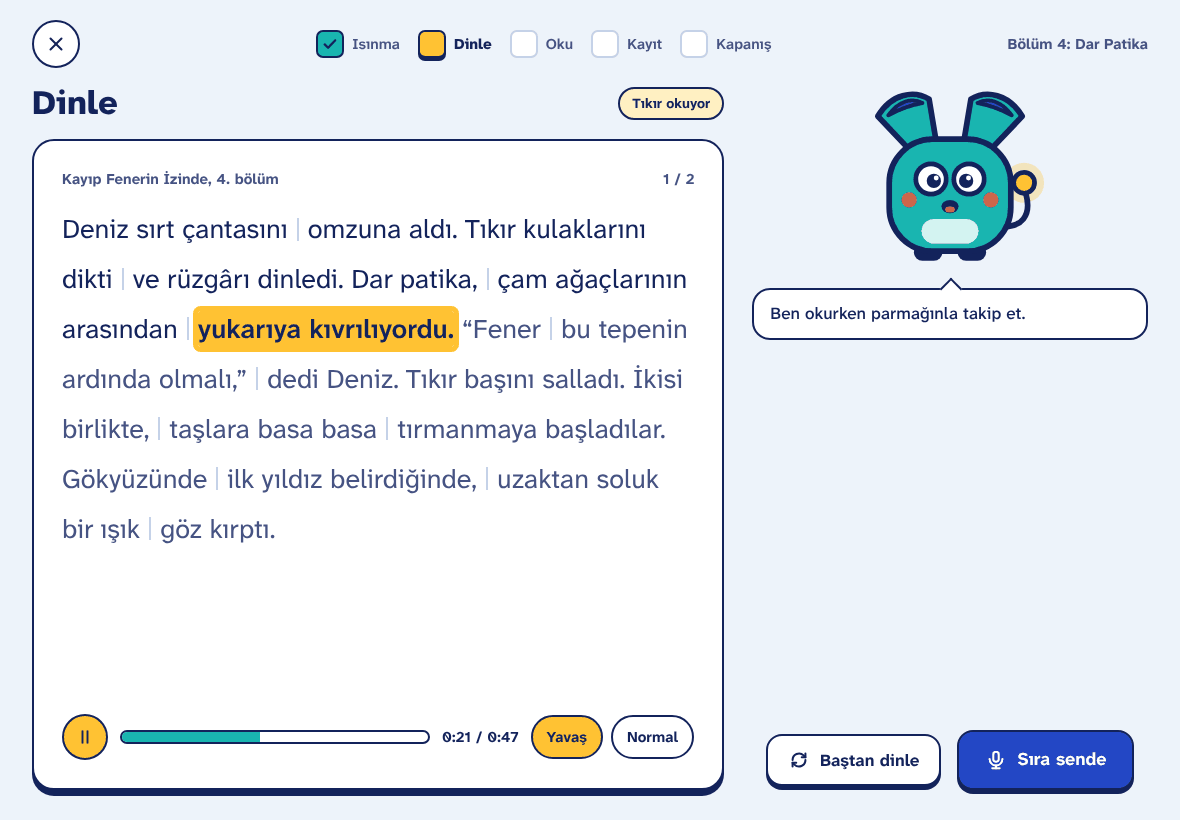 Isınma
Dinle
Oku
Kayıt
Kapanış
Bölüm 4: Dar Patika
Dinle
Tıkır okuyor
Kayıp Fenerin İzinde, 4. bölüm
1 / 2
Deniz sırt çantasını | omzuna aldı. Tıkır kulaklarını
dikti | ve rüzgârı dinledi. Dar patika, | çam ağaçlarının
arasından | yukarıya kıvrılıyordu. “Fener | bu tepenin
ardında olmalı,” | dedi Deniz. Tıkır başını salladı. İkisi
birlikte, | taşlara basa basa | tırmanmaya başladılar.
Gökyüzünde | ilk yıldız belirdiğinde, | uzaktan soluk
bir ışık | göz kırptı.
0:21 / 0:47
Yavaş
Normal
Ben okurken parmağınla takip et.
Baştan dinle
Sıra sende